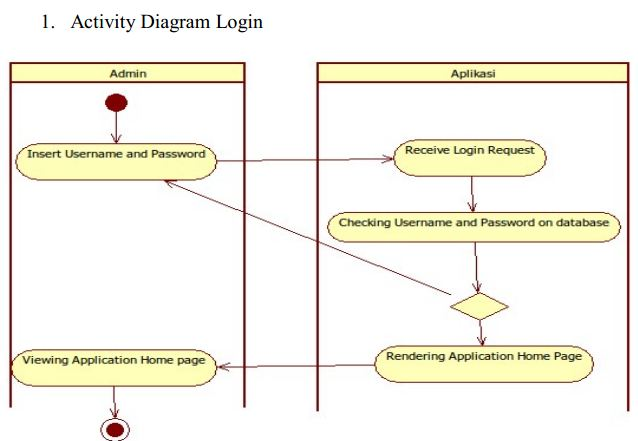 1. Activity Diagram Login
Admin
Aplikasi
Insert Username and Password
Receive Login Request
Checking Username and Password on database
Rendering Application Home Page
Viewing Application Home page